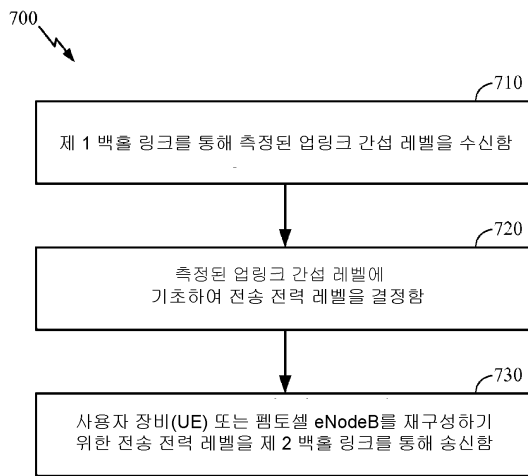 700
710
제 1 백홀 링크를 통해 측정된 업링크 간섭 레벨을 수신함
720
측정된 업링크 간섭 레벨에
기초하여 전송 전력 레벨을 결정함
730
사용자 장비(UE) 또는 펨토셀 eNodeB를 재구성하기
위한 전송 전력 레벨을 제 2 백홀 링크를 통해 송신함